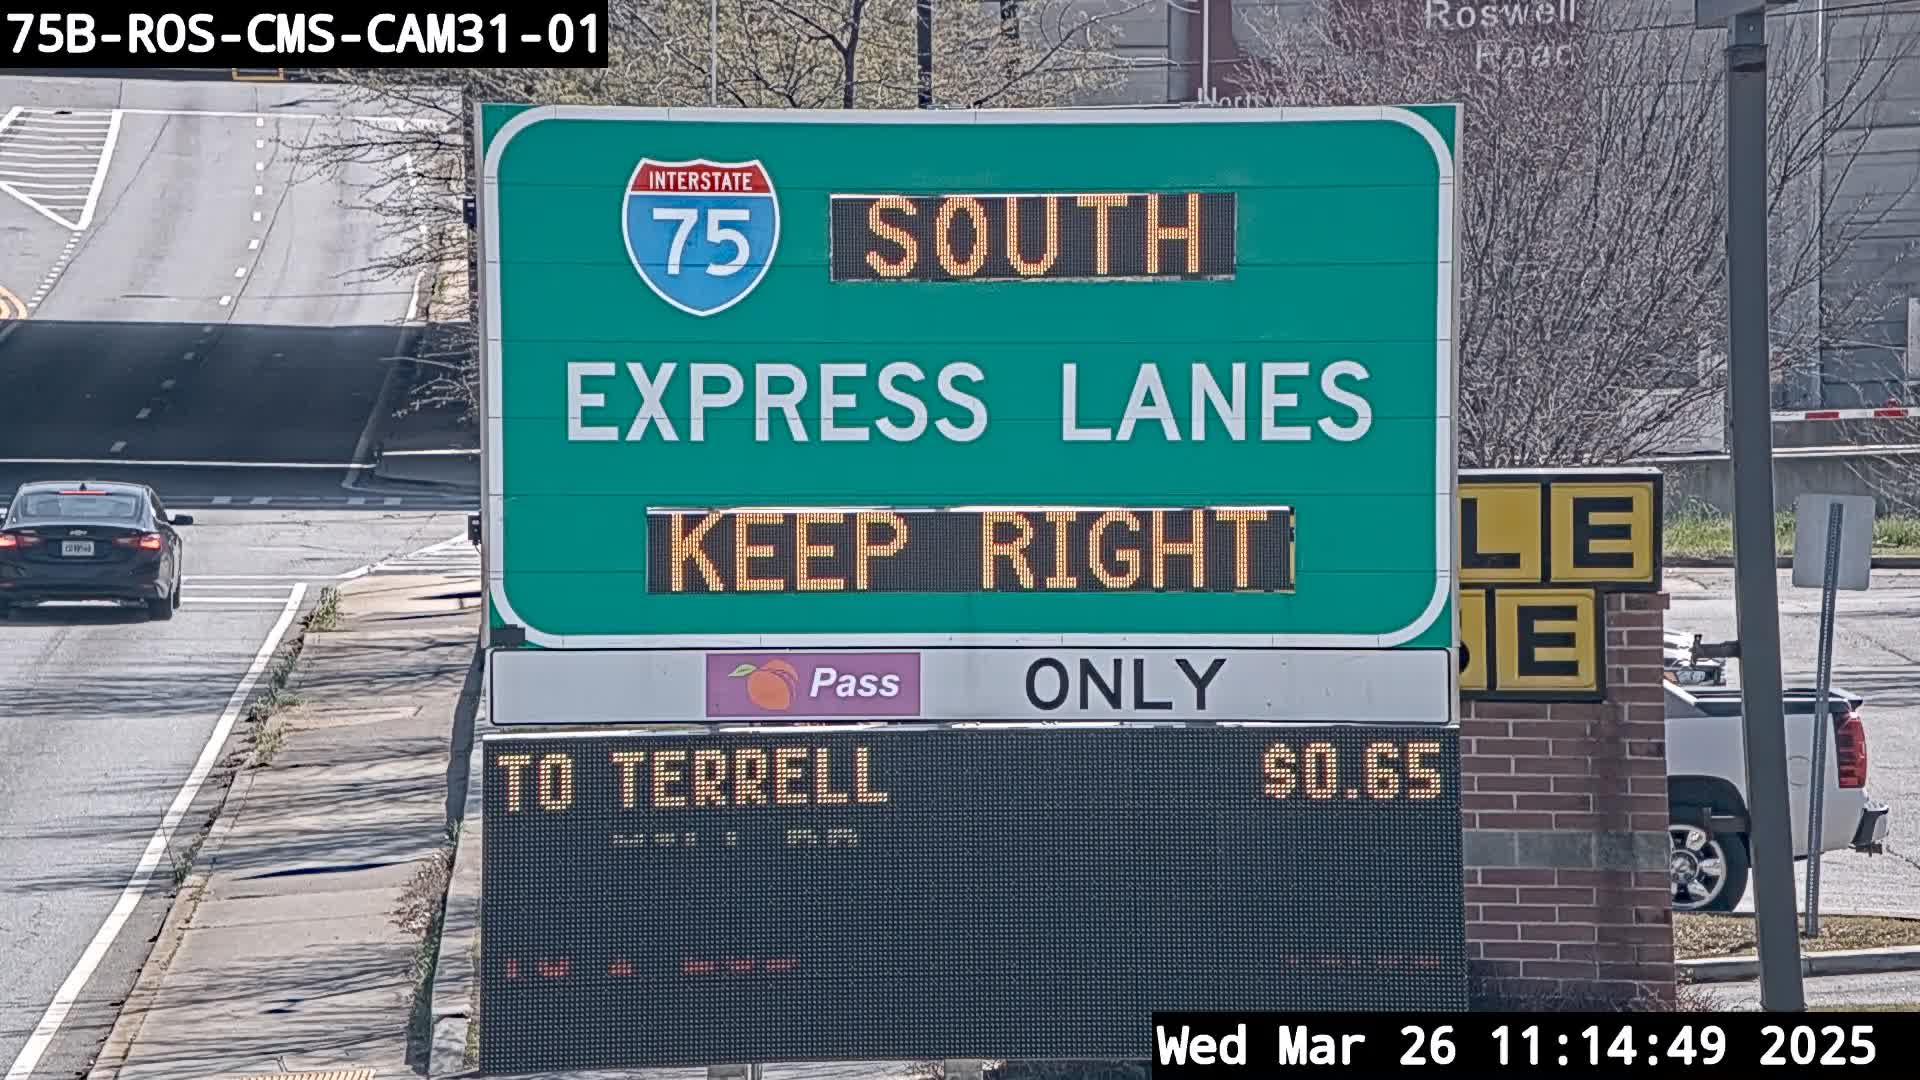 75B-ROS-CMS-CAM31-01
Roswell
Road
INTERSTATE
75
SOUTH
EXPRESS LANES
KEEP RIGHT
Pass ONLY
TO TERRELL $0.65
LE
E
Wed Mar 26 11:14:49 2025